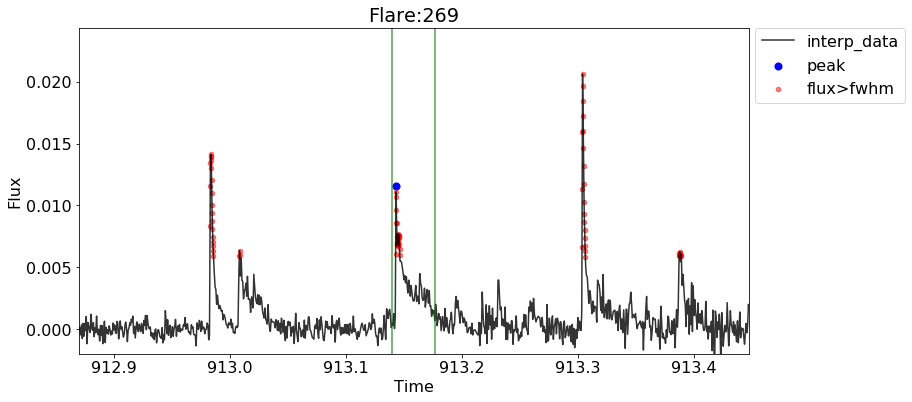 Flare:269
interp_data
peak
flux>fwhm
0.020
0.015
0.010
0.005
0.000
Flux
912.9 913.0 913.1 913.2 913.3 913.4
Time